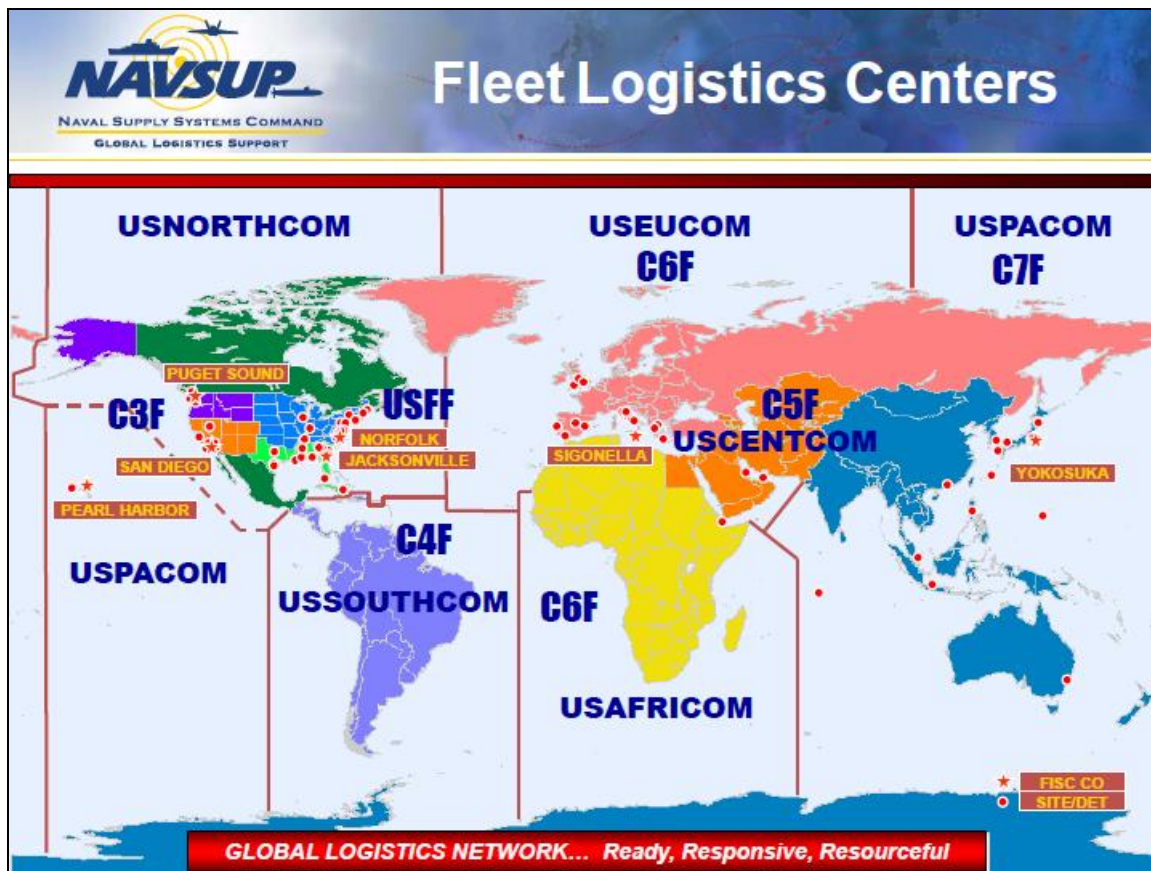 NAVSUP
NAVAL SUPPLY SYSTEMS COMMAND
GLOBAL LOGISTICS SUPPORT
Fleet Logistics Centers
USNORTHCOM
USEUCOM
C6F
USPACOM
C7F
PUGET SOUND
C3F
USFF
C5F
USCENTCOM
NORFOLK
JACKSONVILLE
SAN DIEGO
SIGONELLA
YOKOSUKA
PEARL HARBOR
C4F
USPACOM
USSOUTHCOM
C6F
USAFRICOM
FISC CO
SITE/DET
GLOBAL LOGISTICS NETWORK... Ready, Responsive, Resourceful